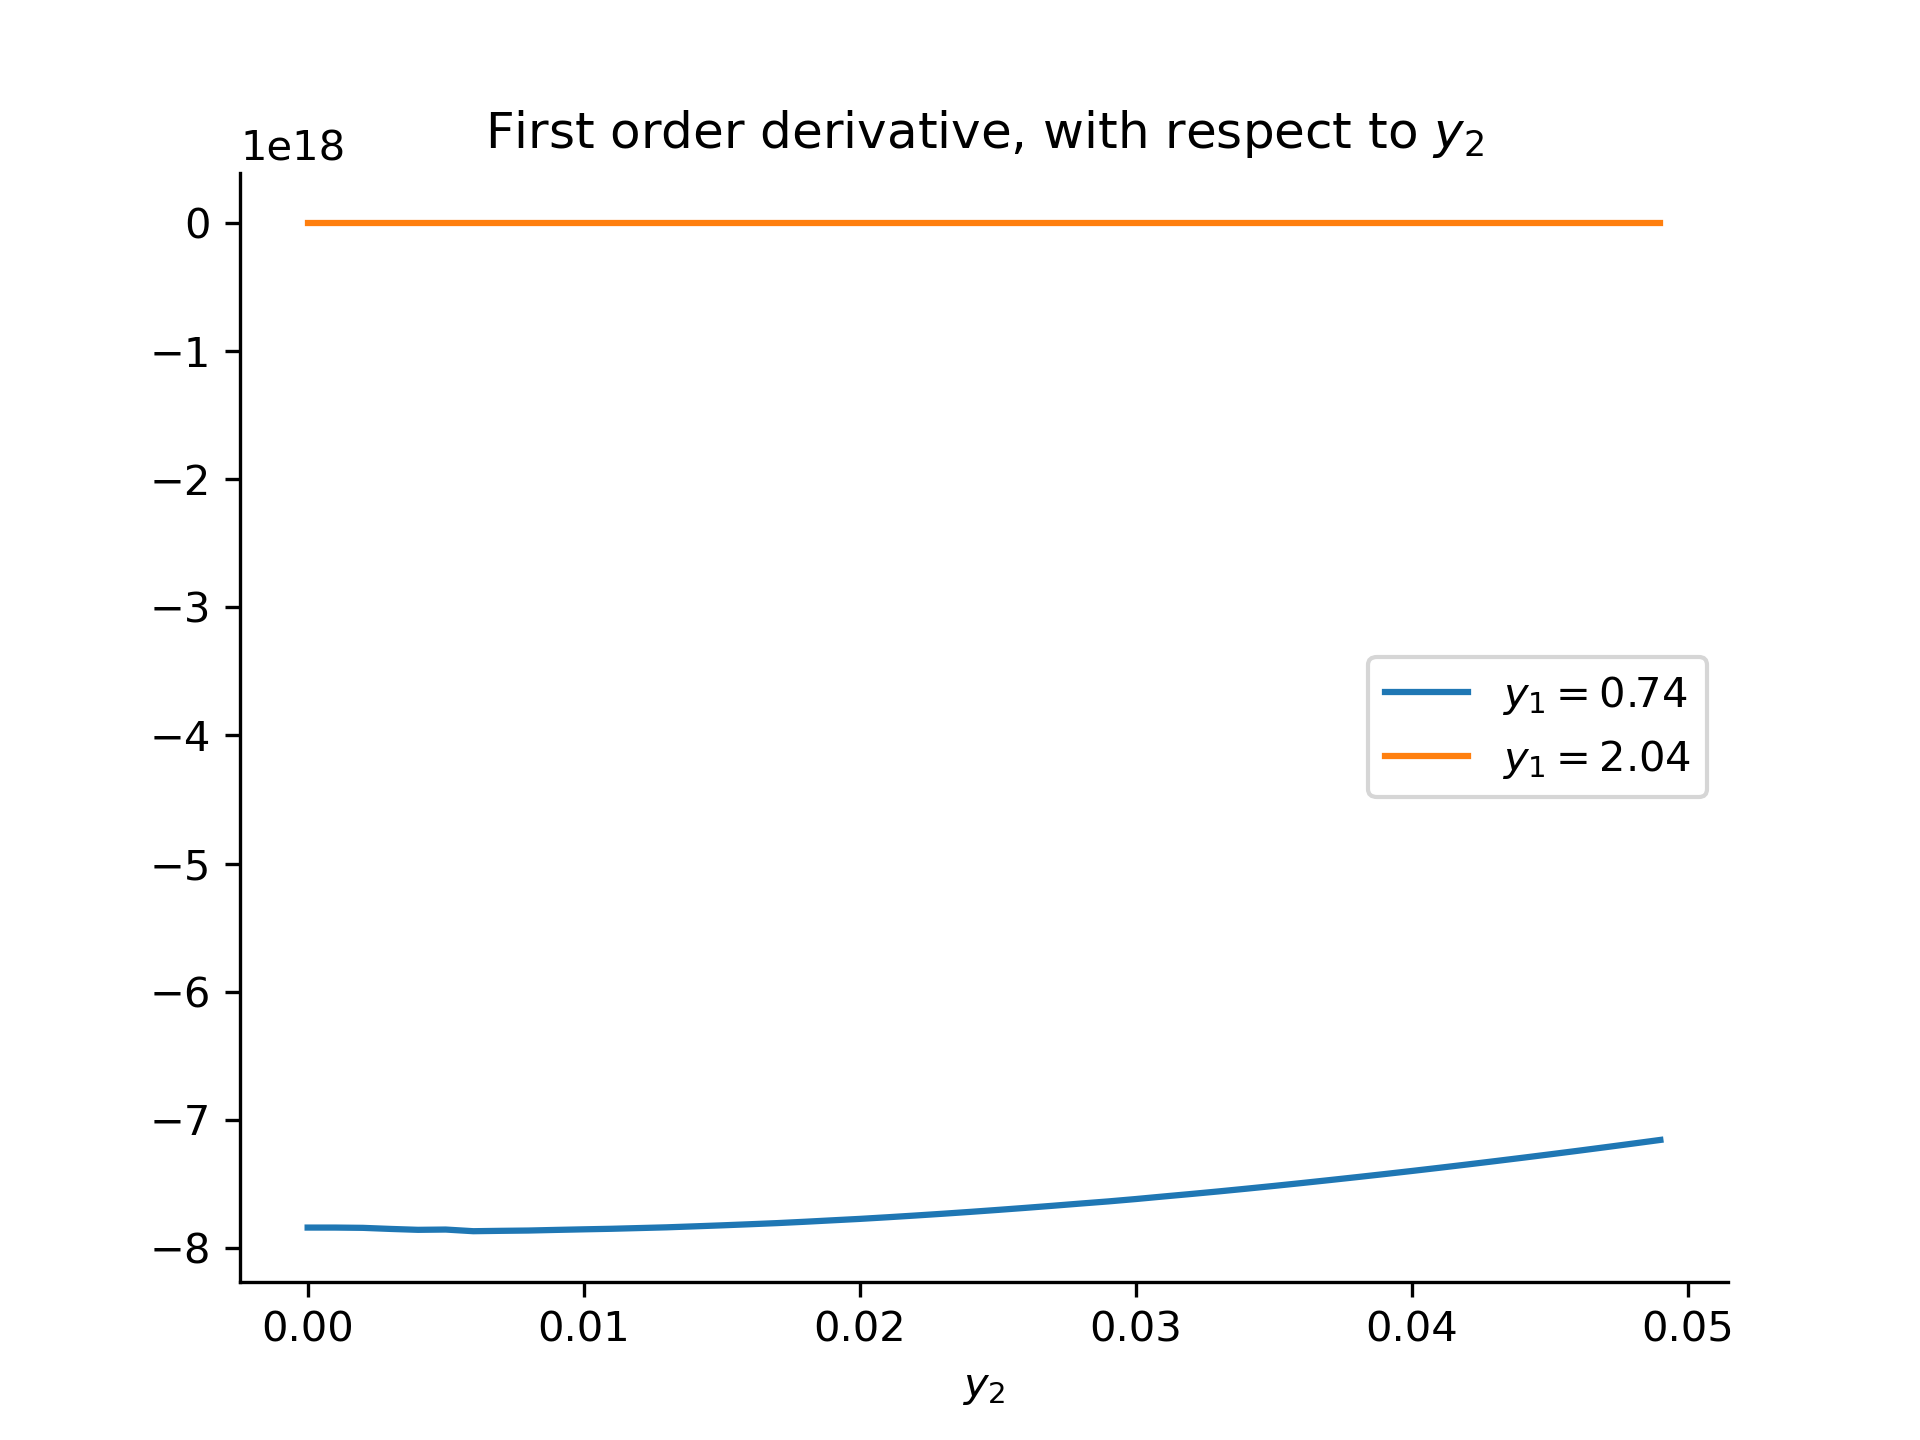 First order derivative, with respect to y₂
1e18
0
−1
−2
−3
−4
−5
−6
−7
−8
y₁ = 0.74
y₁ = 2.04
0.00 0.01 0.02 0.03 0.04 0.05
y₂